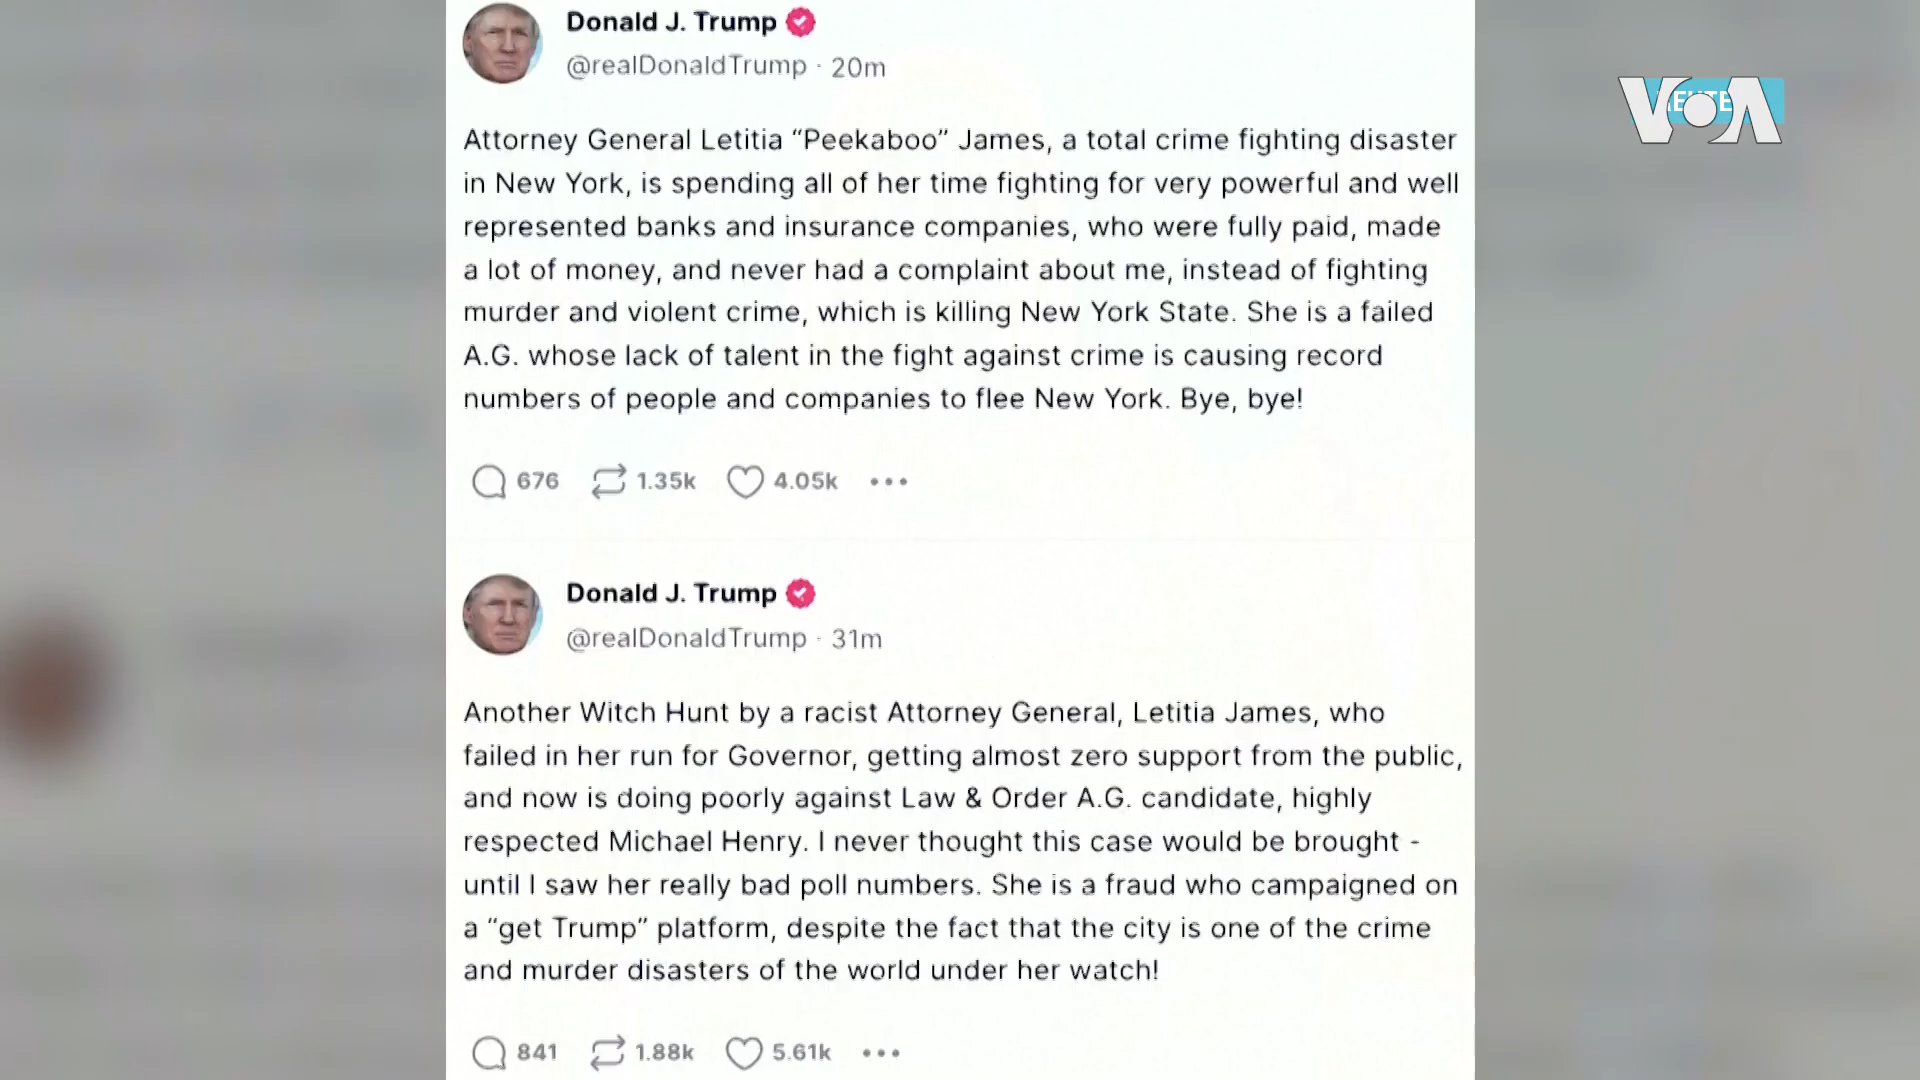 Donald J. Trump
@realDonaldTrump · 20m
Attorney General Letitia “Peekaboo” James, a total crime fighting disaster
in New York, is spending all of her time fighting for very powerful and well
represented banks and insurance companies, who were fully paid, made
a lot of money, and never had a complaint about me, instead of fighting
murder and violent crime, which is killing New York State. She is a failed
A.G. whose lack of talent in the fight against crime is causing record
numbers of people and companies to flee New York. Bye, bye!
676 1.35k 4.05k
Donald J. Trump
@realDonaldTrump · 31m
Another Witch Hunt by a racist Attorney General, Letitia James, who
failed in her run for Governor, getting almost zero support from the public,
and now is doing poorly against Law & Order A.G. candidate, highly
respected Michael Henry. I never thought this case would be brought -
until I saw her really bad poll numbers. She is a fraud who campaigned on
a “get Trump” platform, despite the fact that the city is one of the crime
and murder disasters of the world under her watch!
841 1.88k 5.61k
VOA